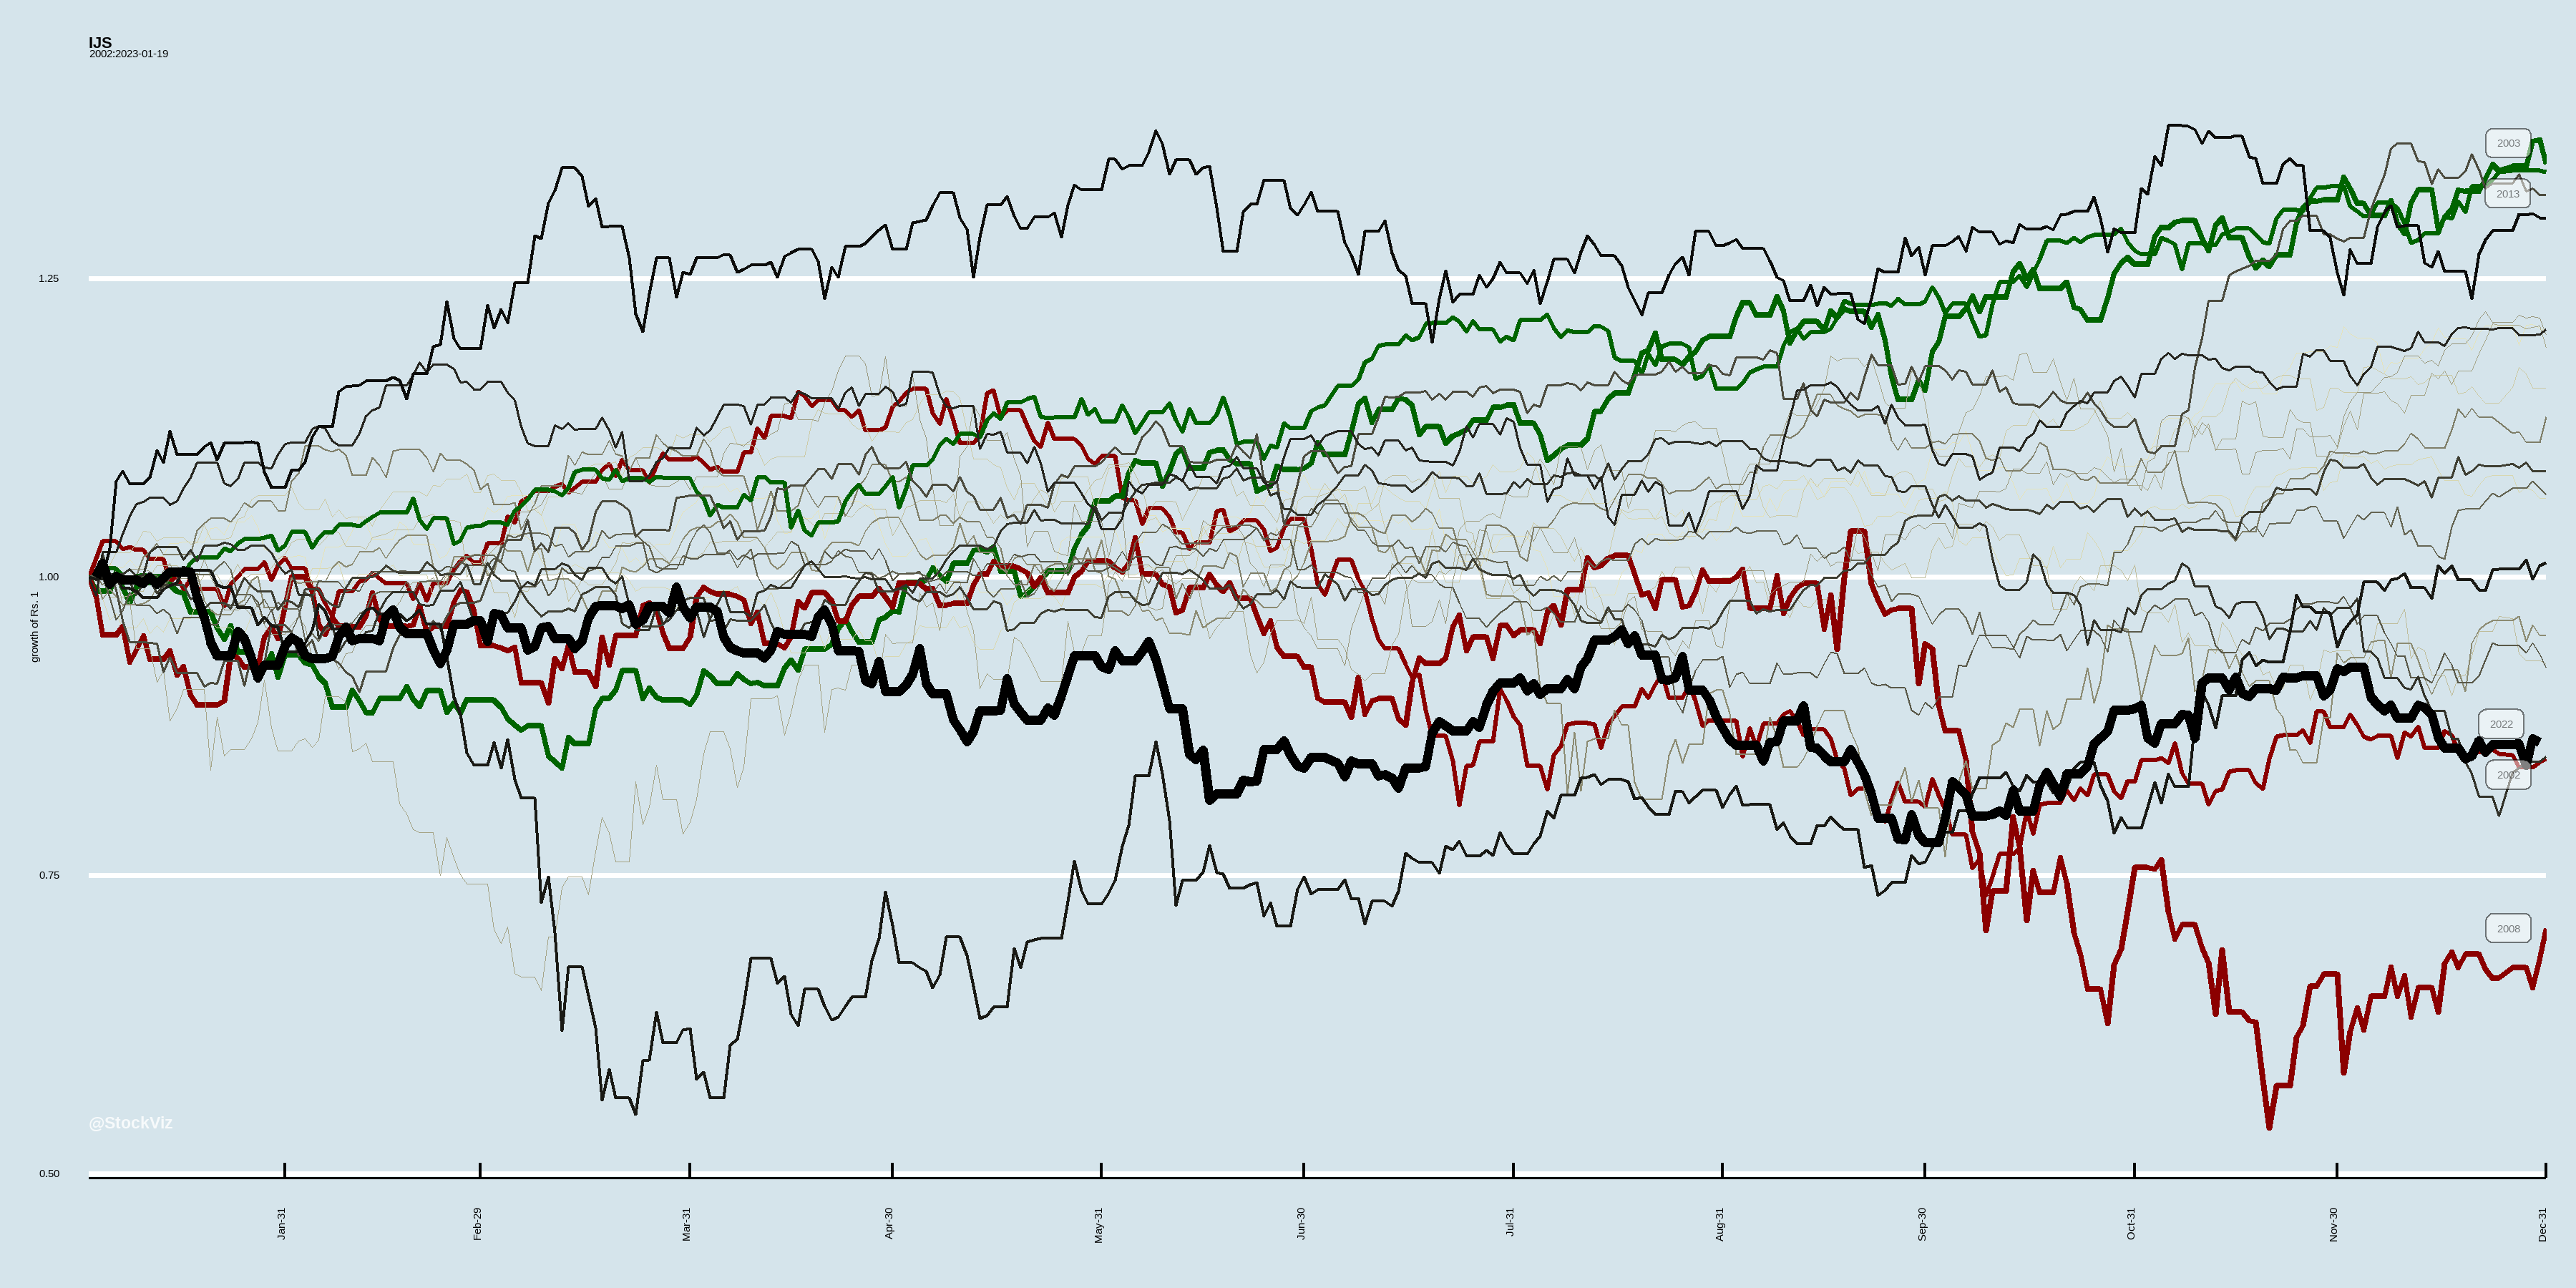 IJS
2002:2023-01-19
2003
2013
1.25
1.00
growth of Rs. 1
2022
2002
0.75
2008
@StockViz
0.50
Jan-31
Feb-29
Mar-31
Apr-30
May-31
Jun-30
Jul-31
Aug-31
Sep-30
Oct-31
Nov-30
Dec-31